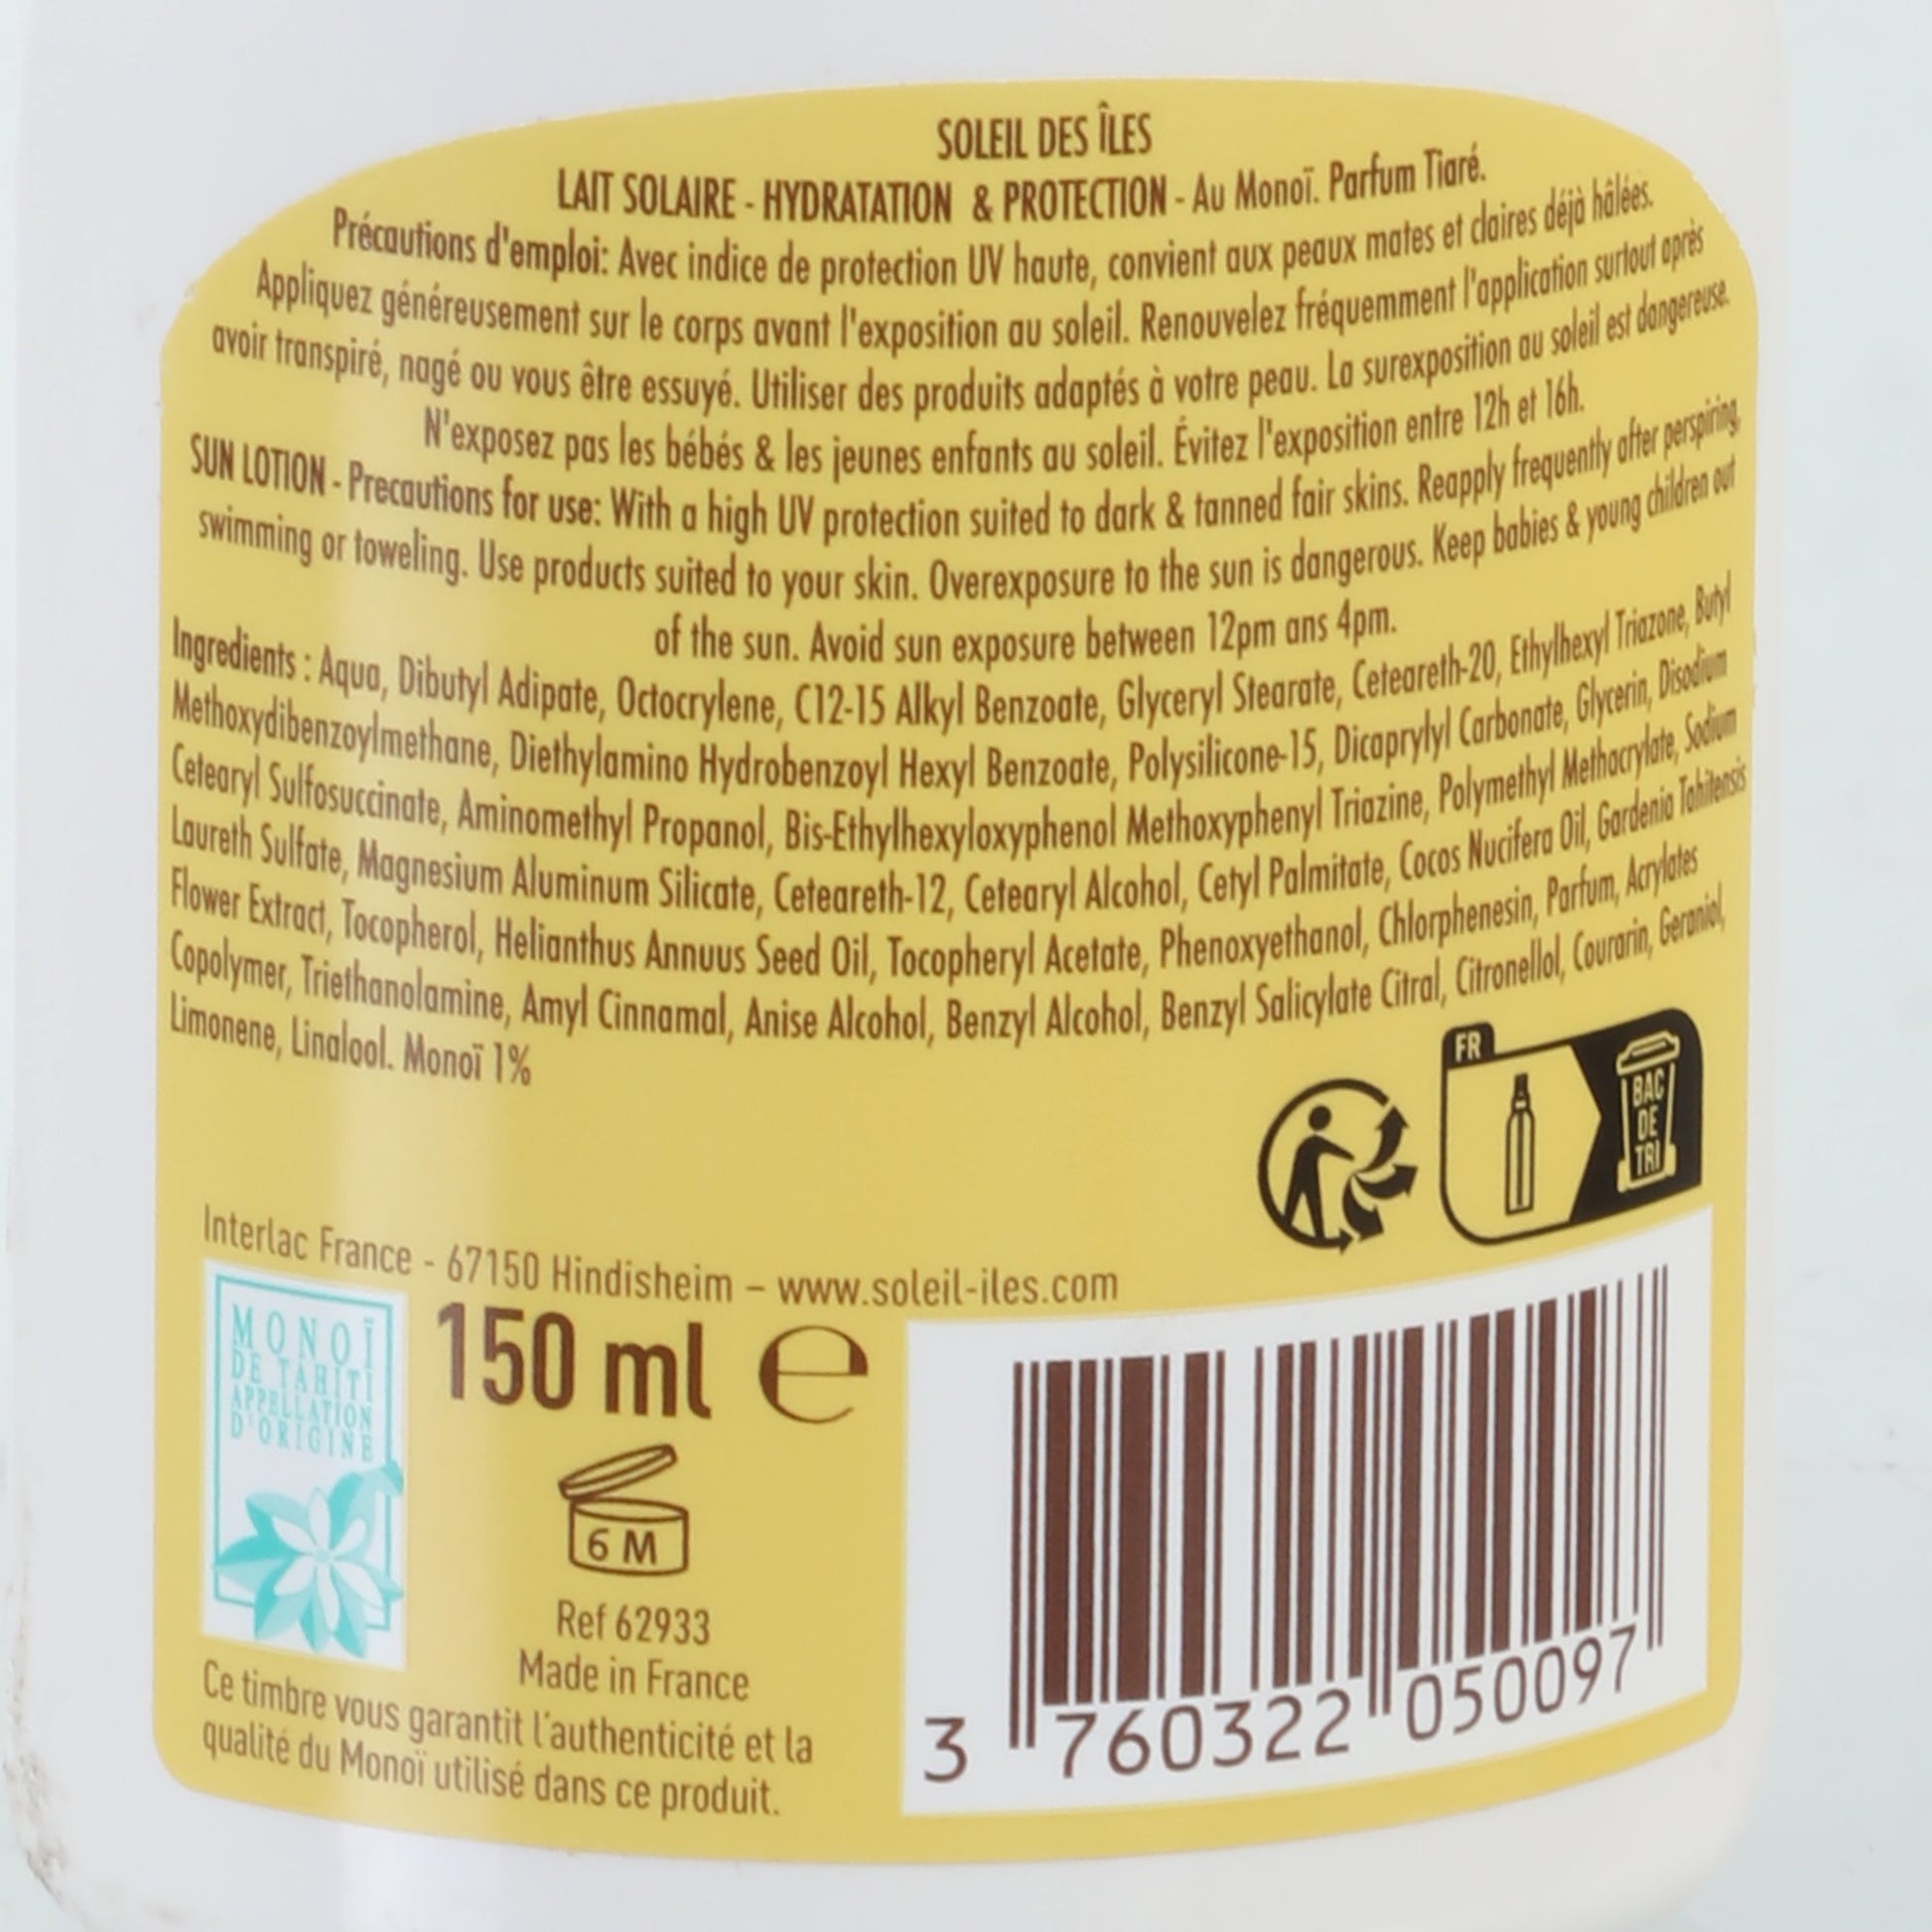 SOLEIL DES ÎLES
LAIT SOLAIRE - HYDRATATION & PROTECTION - Au Monoï. Parfum Tiaré.
Précautions d'emploi: Avec indice de protection UV haute, convient aux peaux mates et claires déjà hâlées.
Appliquez généreusement sur le corps avant l'exposition au soleil. Renouvelez fréquemment l'application surtout après
avoir transpiré, nagé ou vous être essuyé. Utiliser des produits adaptés à votre peau. La surexposition au soleil est dangereuse.
N'exposez pas les bébés & les jeunes enfants au soleil. Évitez l'exposition entre 12h et 16h.
SUN LOTION - Precautions for use: With a high UV protection suited to dark & tanned fair skins. Reapply frequently after perspiring,
swimming or toweling. Use products suited to your skin. Overexposure to the sun is dangerous. Keep babies & young children out
of the sun. Avoid sun exposure between 12pm ans 4pm.
Ingredients : Aqua, Dibutyl Adipate, Octocrylene, C12-15 Alkyl Benzoate, Glyceryl Stearate, Ceteareth-20, Ethylhexyl Triazone, Butyl
Methoxydibenzoylmethane, Diethylamino Hydrobenzoyl Hexyl Benzoate, Polysilicone-15, Dicaprylyl Carbonate, Glycerin, Disodium
Cetearyl Sulfosuccinate, Aminomethyl Propanol, Bis-Ethylhexyloxyphenol Methoxyphenyl Triazine, Polymethyl Methacrylate, Sodium
Laureth Sulfate, Magnesium Aluminum Silicate, Ceteareth-12, Cetearyl Alcohol, Cetyl Palmitate, Cocos Nucifera Oil, Gardenia Tahitensis
Flower Extract, Tocopherol, Helianthus Annuus Seed Oil, Tocopheryl Acetate, Phenoxyethanol, Chlorphenesin, Parfum, Acrylates
Copolymer, Triethanolamine, Amyl Cinnamal, Anise Alcohol, Benzyl Alcohol, Benzyl Salicylate Citral, Citronellol, Courarin, Geraniol,
Limonene, Linalool. Monoï 1%
FR
BAC
DE
TRI
Interlac France - 67150 Hindisheim – www.soleil-iles.com
MONOÏ
DE TAHITI
APPELLATION
D'ORIGINE
150 ml e
6 M
Ref 62933
Made in France
Ce timbre vous garantit l'authenticité et la
qualité du Monoï utilisé dans ce produit.
3 760322 050097